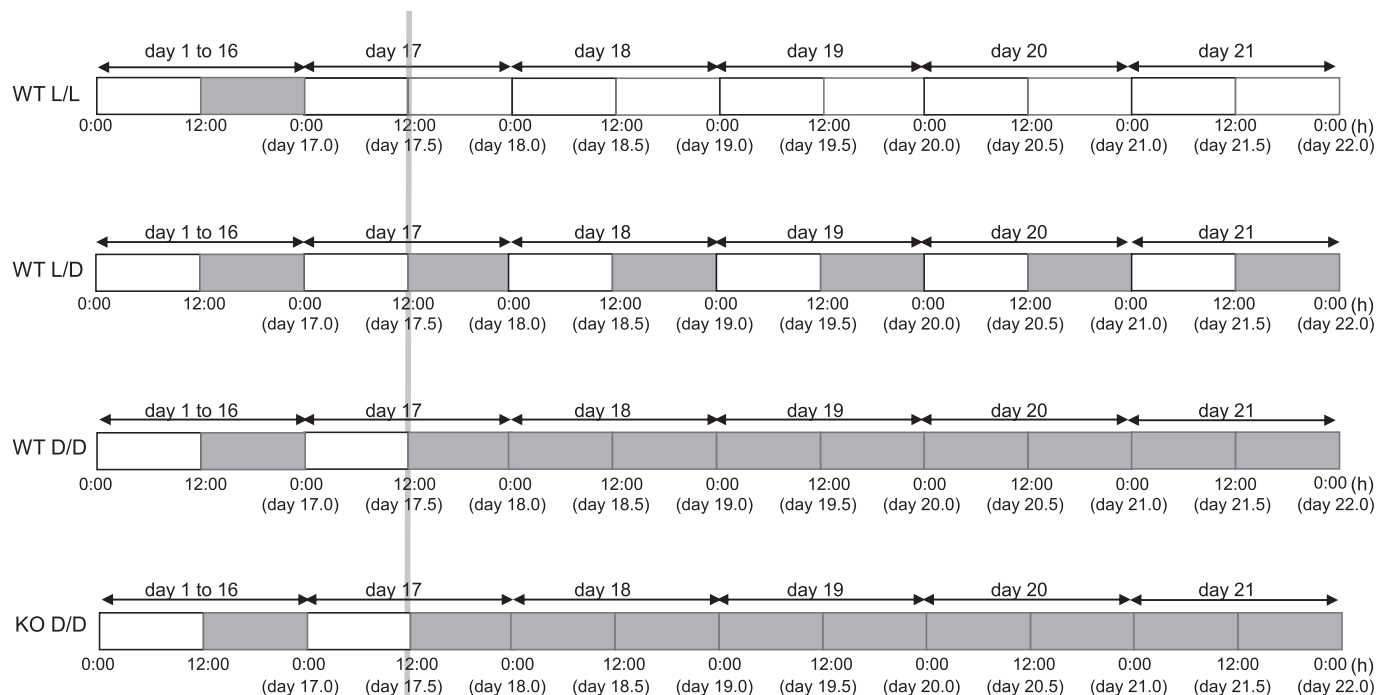 day 1 to 16 day 17 day 18 day 19 day 20 day 21
WT L/L
0:00 12:00 0:00 12:00 0:00 12:00 0:00 12:00 0:00 12:00 0:00 12:00 0:00 (h)
(day 17.0) (day 17.5) (day 18.0) (day 18.5) (day 19.0) (day 19.5) (day 20.0) (day 20.5) (day 21.0) (day 21.5) (day 22.0)
day 1 to 16 day 17 day 18 day 19 day 20 day 21
WT L/D
0:00 12:00 0:00 12:00 0:00 12:00 0:00 12:00 0:00 12:00 0:00 12:00 0:00 (h)
(day 17.0) (day 17.5) (day 18.0) (day 18.5) (day 19.0) (day 19.5) (day 20.0) (day 20.5) (day 21.0) (day 21.5) (day 22.0)
day 1 to 16 day 17 day 18 day 19 day 20 day 21
WT D/D
0:00 12:00 0:00 12:00 0:00 12:00 0:00 12:00 0:00 12:00 0:00 12:00 0:00 (h)
(day 17.0) (day 17.5) (day 18.0) (day 18.5) (day 19.0) (day 19.5) (day 20.0) (day 20.5) (day 21.0) (day 21.5) (day 22.0)
day 1 to 16 day 17 day 18 day 19 day 20 day 21
KO D/D
0:00 12:00 0:00 12:00 0:00 12:00 0:00 12:00 0:00 12:00 0:00 12:00 0:00 (h)
(day 17.0) (day 17.5) (day 18.0) (day 18.5) (day 19.0) (day 19.5) (day 20.0) (day 20.5) (day 21.0) (day 21.5) (day 22.0)